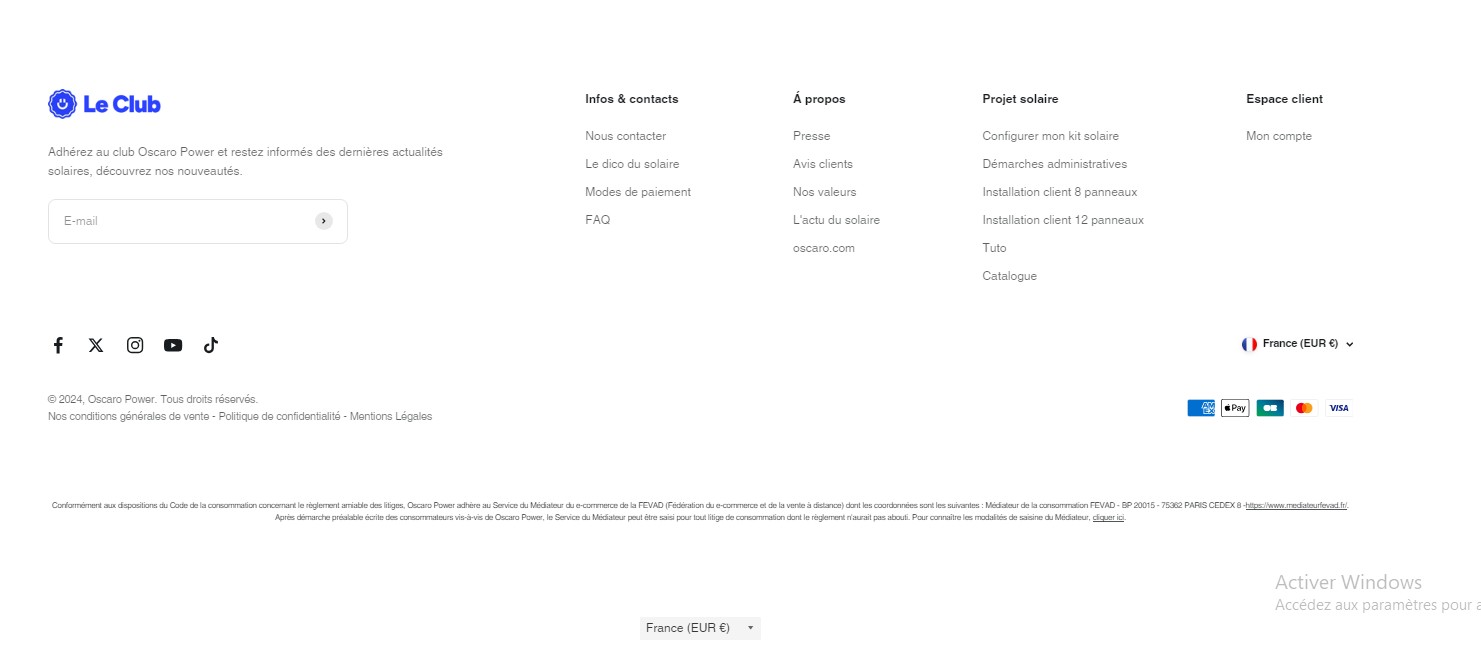 Le Club
Adhérez au club Oscaro Power et restez informés des dernières actualités
solaires, découvrez nos nouveautés.
E-mail
Infos & contacts
Nous contacter
Le dico du solaire
Modes de paiement
FAQ
Á propos
Presse
Avis clients
Nos valeurs
L'actu du solaire
oscaro.com
Projet solaire
Configurer mon kit solaire
Démarches administratives
Installation client 8 panneaux
Installation client 12 panneaux
Tuto
Catalogue
Espace client
Mon compte
France (EUR €)
© 2024, Oscaro Power. Tous droits réservés.
Nos conditions générales de vente - Politique de confidentialité - Mentions Légales
AM
EX
Pay
VISA
Conformément aux dispositions du Code de la consommation concernant le règlement amiable des litiges, Oscaro Power adhère au Service du Médiateur du e-commerce de la FEVAD (Fédération du e-commerce et de la vente à distance) dont les coordonnées sont les suivantes : Médiateur de la consommation FEVAD - BP 20015 - 75362 PARIS CEDEX 8 -https://www.mediateurfevad.fr/.
Après démarche préalable écrite des consommateurs vis-à-vis de Oscaro Power, le Service du Médiateur peut être saisi pour tout litige de consommation dont le règlement n'aurait pas abouti. Pour connaître les modalités de saisine du Médiateur, cliquer ici.
Activer Windows
Accédez aux paramètres pour a
France (EUR €)